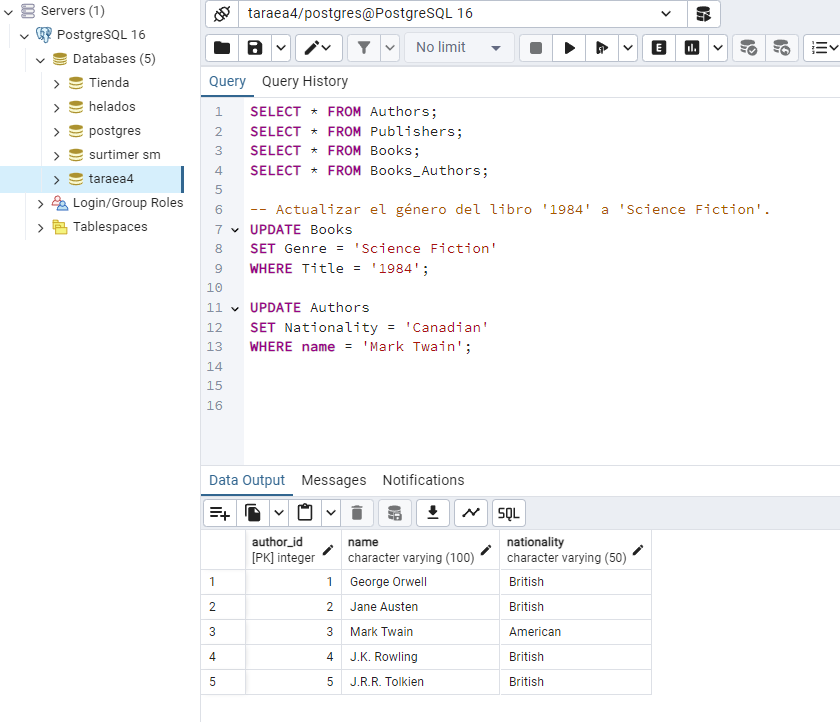 Servers (1)
PostgreSQL 16
Databases (5)
Tienda
helados
postgres
surtimer sm
taraea4
Login/Group Roles
Tablespaces
taraea4/postgres@PostgreSQL 16
No limit
E
Query Query History
1 SELECT * FROM Authors;
2 SELECT * FROM Publishers;
3 SELECT * FROM Books;
4 SELECT * FROM Books_Authors;
5
6 -- Actualizar el género del libro '1984' a 'Science Fiction'.
7 UPDATE Books
8 SET Genre = 'Science Fiction'
9 WHERE Title = '1984';
10
11 UPDATE Authors
12 SET Nationality = 'Canadian'
13 WHERE name = 'Mark Twain';
14
15
16
Data Output Messages Notifications
SQL
author_id name nationality
[PK] integer character varying (100) character varying (50)
1 1 George Orwell British
2 2 Jane Austen British
3 3 Mark Twain American
4 4 J.K. Rowling British
5 5 J.R.R. Tolkien British